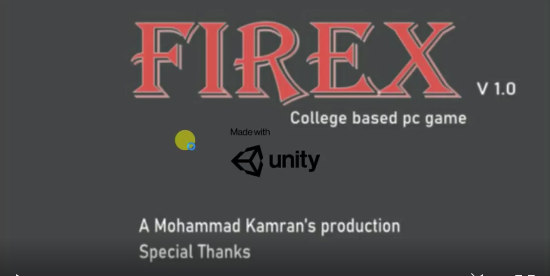 FIREX
V 1.0
College based pc game
Made with
unity
A Mohammad Kamran's production
Special Thanks